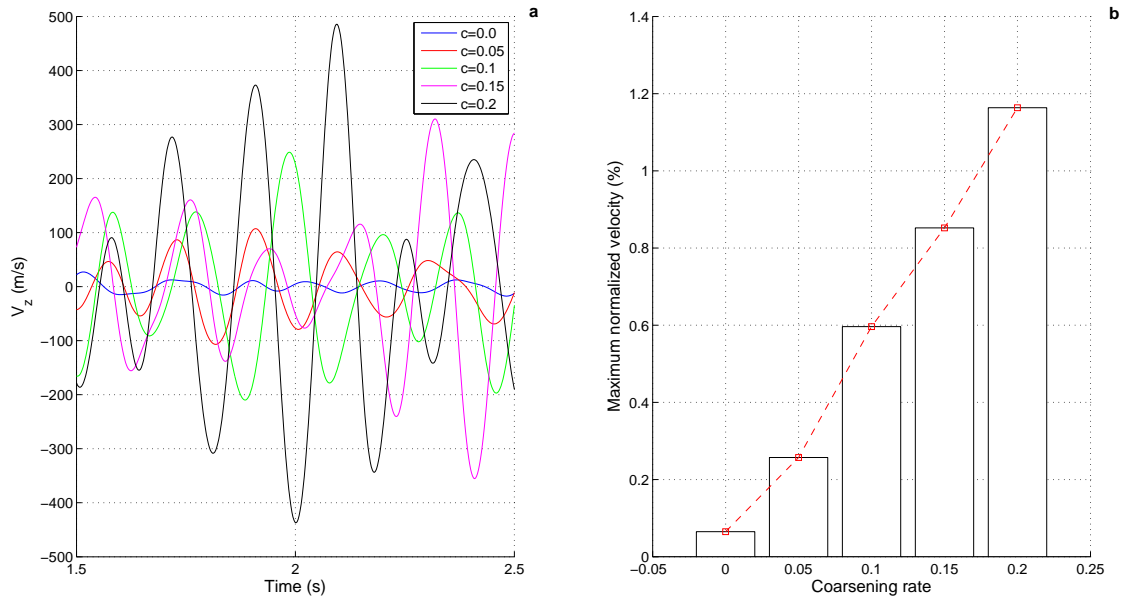 a
500
400
300
200
100
0
−100
−200
−300
−400
−500
1.5
2
2.5
V_z (m/s)
Time (s)
c=0.0
c=0.05
c=0.1
c=0.15
c=0.2
b
1.4
1.2
1
0.8
0.6
0.4
0.2
0
−0.05
0
0.05
0.1
0.15
0.2
0.25
Maximum normalized velocity (%)
Coarsening rate